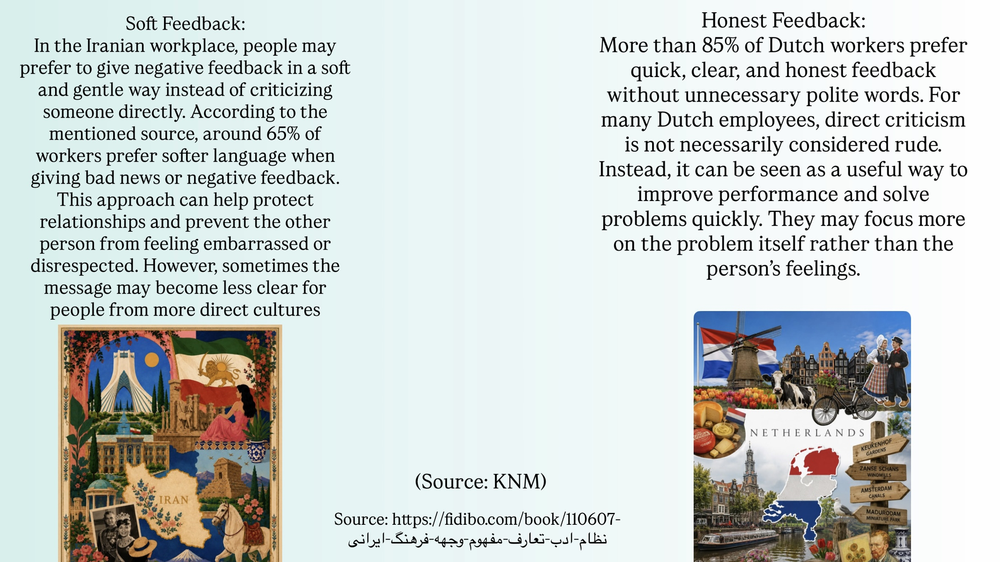 Soft Feedback:
In the Iranian workplace, people may
prefer to give negative feedback in a soft
and gentle way instead of criticizing
someone directly. According to the
mentioned source, around 65% of
workers prefer softer language when
giving bad news or negative feedback.
This approach can help protect
relationships and prevent the other
person from feeling embarrassed or
disrespected. However, sometimes the
message may become less clear for
people from more direct cultures
IRAN
Honest Feedback:
More than 85% of Dutch workers prefer
quick, clear, and honest feedback
without unnecessary polite words. For
many Dutch employees, direct criticism
is not necessarily considered rude.
Instead, it can be seen as a useful way to
improve performance and solve
problems quickly. They may focus more
on the problem itself rather than the
person’s feelings.
NETHERLANDS
GOUDA
KEUKENHOF
GARDENS
ZANSE SCHANS
WINDMILLS
AMSTERDAM
CANALS
MADURODAM
MINIATURE PARK
(Source: KNM)
Source: https://fidibo.com/book/110607-
نظام-ادب-تعارف-مفهوم-وجهه-فرهنگ-ایرانی